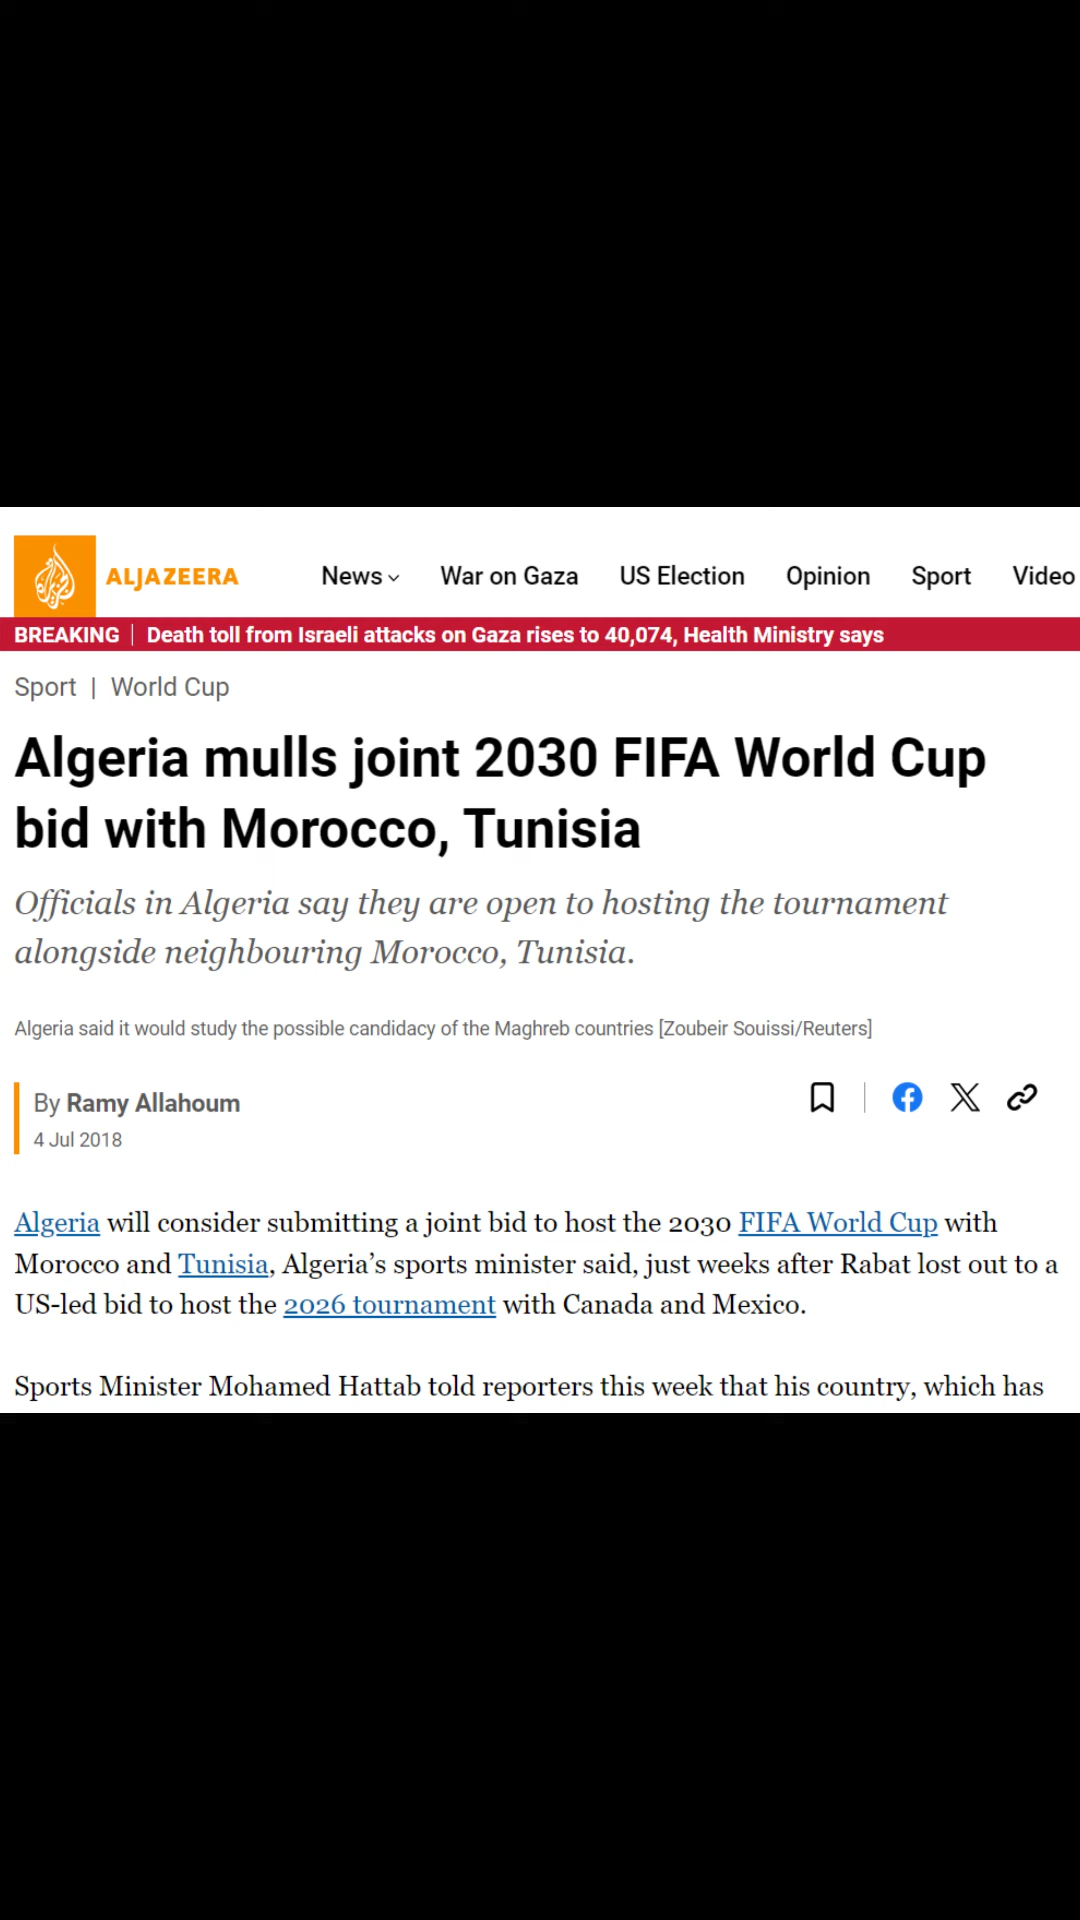 ALJAZEERA
News War on Gaza US Election Opinion Sport Video
BREAKING | Death toll from Israeli attacks on Gaza rises to 40,074, Health Ministry says
Sport | World Cup
Algeria mulls joint 2030 FIFA World Cup
bid with Morocco, Tunisia
Officials in Algeria say they are open to hosting the tournament
alongside neighbouring Morocco, Tunisia.
Algeria said it would study the possible candidacy of the Maghreb countries [Zoubeir Souissi/Reuters]
By Ramy Allahoum
4 Jul 2018
Algeria will consider submitting a joint bid to host the 2030 FIFA World Cup with
Morocco and Tunisia, Algeria’s sports minister said, just weeks after Rabat lost out to a
US-led bid to host the 2026 tournament with Canada and Mexico.
Sports Minister Mohamed Hattab told reporters this week that his country, which has